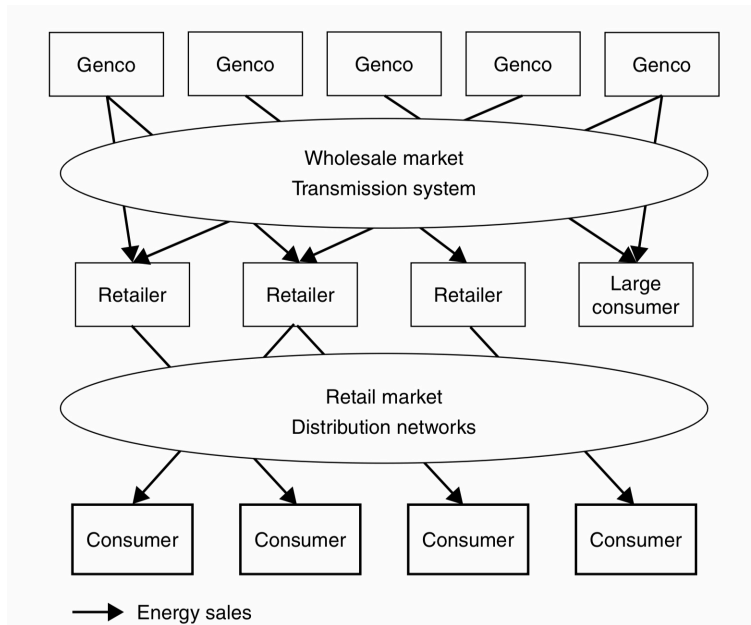 Genco
Genco
Genco
Genco
Genco
Wholesale market
Transmission system
Retailer
Retailer
Retailer
Large
consumer
Retail market
Distribution networks
Consumer
Consumer
Consumer
Consumer
Energy sales